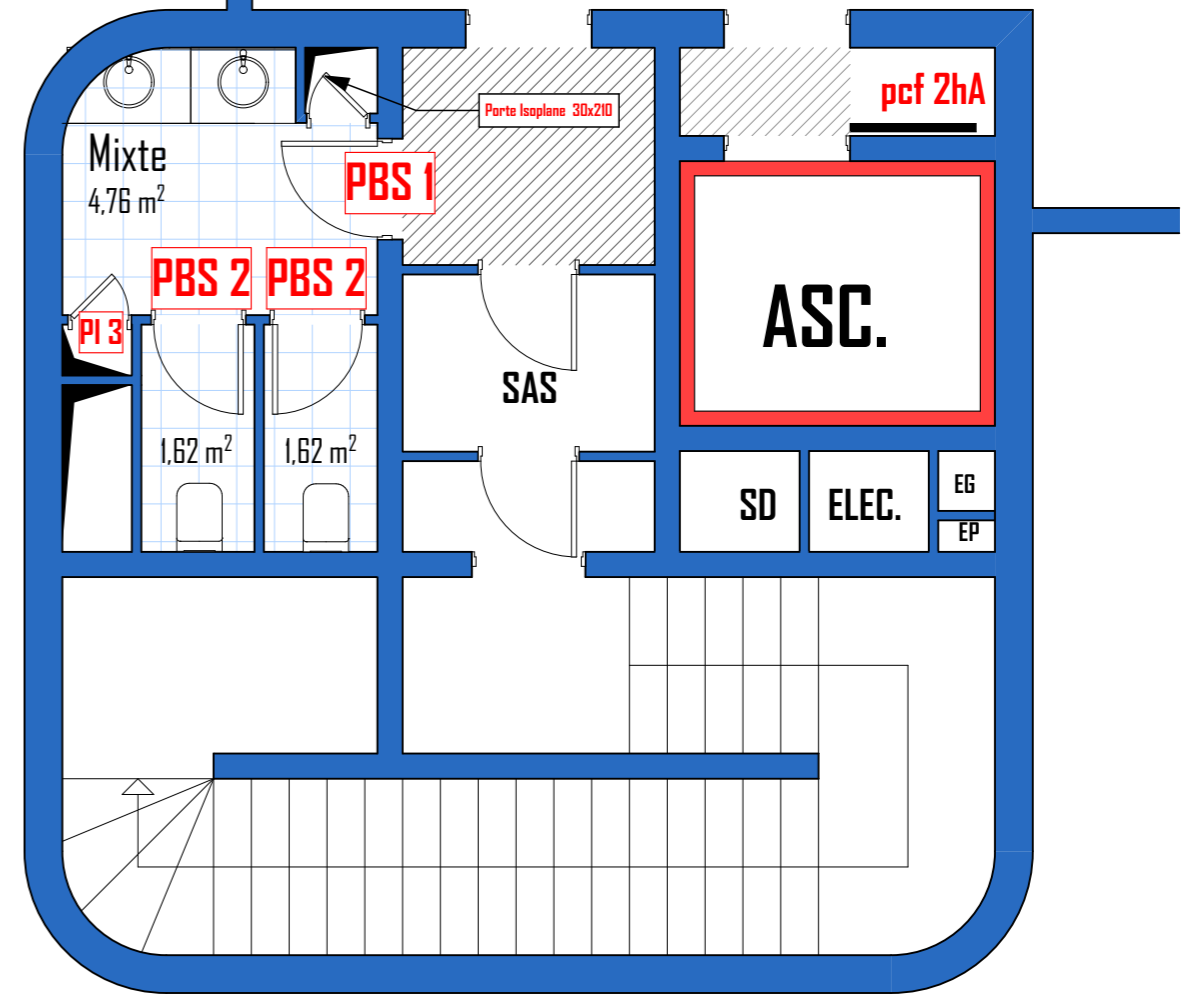 Porte Isoplane 30x210
pcf 2hA
Mixte
4,76 m²
PBS 1
PBS 2
PBS 2
PI 3
ASC.
SAS
1,62 m²
1,62 m²
SD
ELEC.
EG
EP